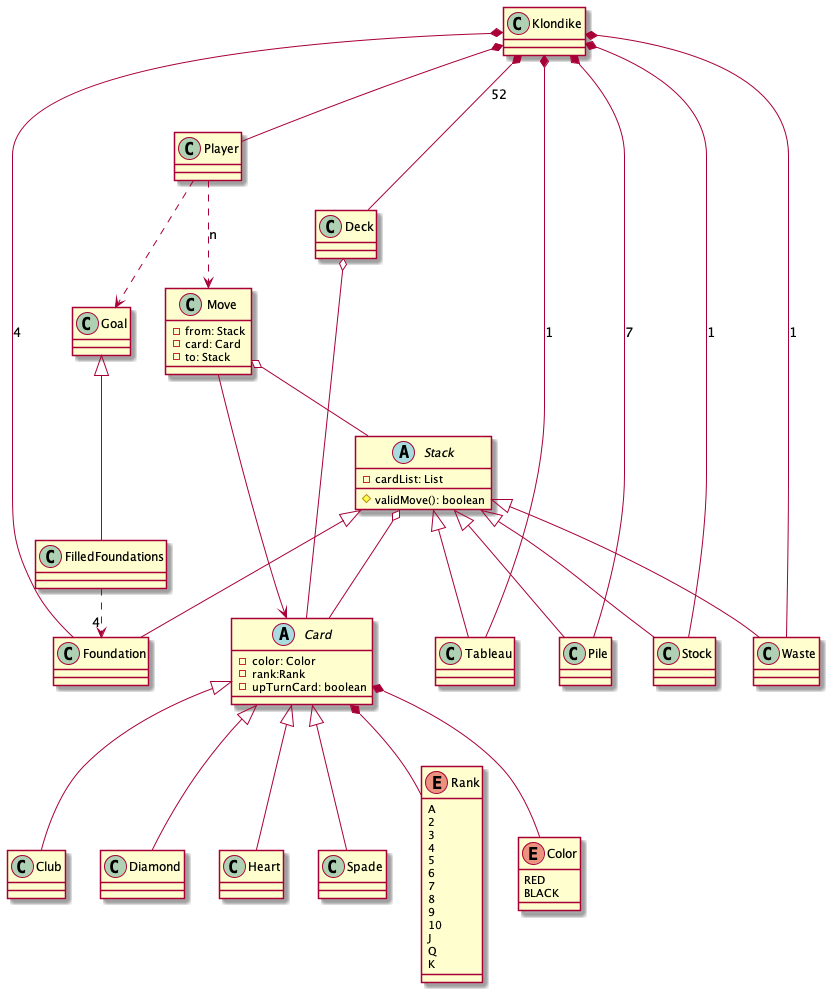 C Klondike
52
C Player
C Deck
n
C Goal
C Move
from: Stack
card: Card
to: Stack
4
1
7
1
1
A Stack
cardList: List
validMove(): boolean
C FilledFoundations
4
C Foundation
A Card
color: Color
rank:Rank
upTurnCard: boolean
C Tableau
C Pile
C Stock
C Waste
E Rank
A
2
3
4
5
6
7
8
9
10
J
Q
K
C Club
C Diamond
C Heart
C Spade
E Color
RED
BLACK